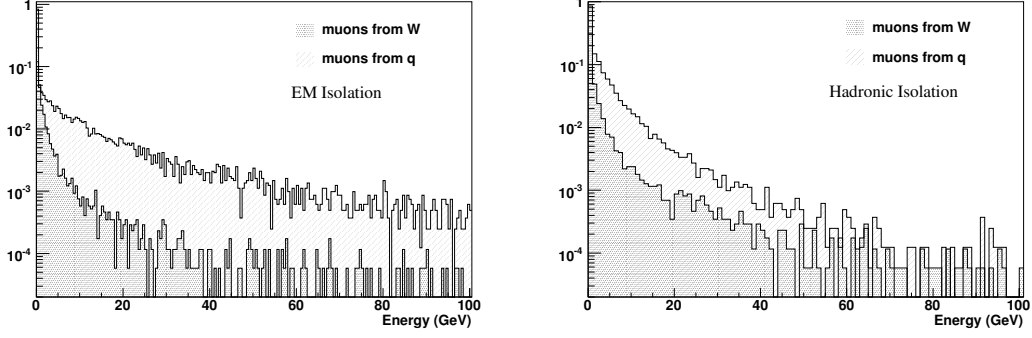 1
10^-1
10^-2
10^-3
10^-4
0 20 40 60 80 100
Energy (GeV)
muons from W
muons from q
EM Isolation
1
10^-1
10^-2
10^-3
10^-4
0 20 40 60 80 100
Energy (GeV)
muons from W
muons from q
Hadronic Isolation